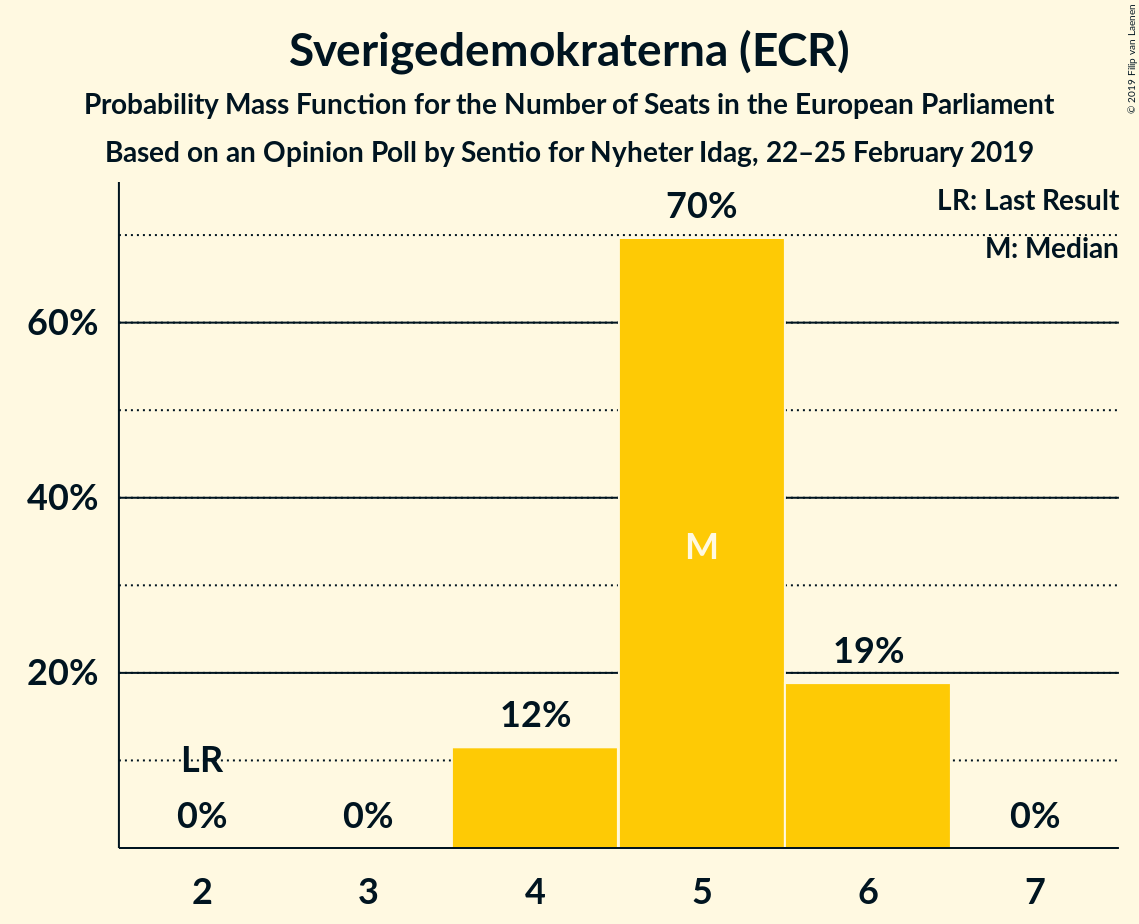 Sverigedemokraterna (ECR)
Probability Mass Function for the Number of Seats in the European Parliament
Based on an Opinion Poll by Sentio for Nyheter Idag, 22–25 February 2019
© 2019 Filip van Laenen
LR: Last Result
M: Median
70%
60%
40%
M
20%
19%
12%
LR
0%
0%
0%
2
3
4
5
6
7